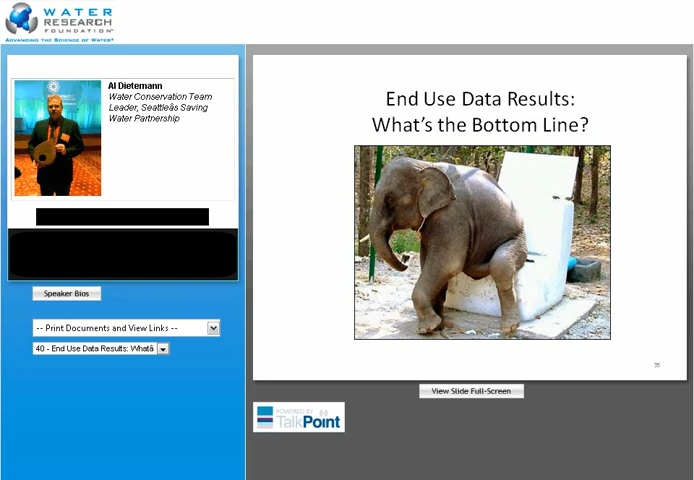 WATER
RESEARCH
FOUNDATION®
ADVANCING THE SCIENCE OF WATER®
Al Dietemann
Water Conservation Team
Leader, Seattleâs Saving
Water Partnership
Speaker Bios
-- Print Documents and View Links --
40 - End Use Data Results: Whatâ
End Use Data Results:
What's the Bottom Line?
35
View Slide Full-Screen
POWERED BY
TalkPoint